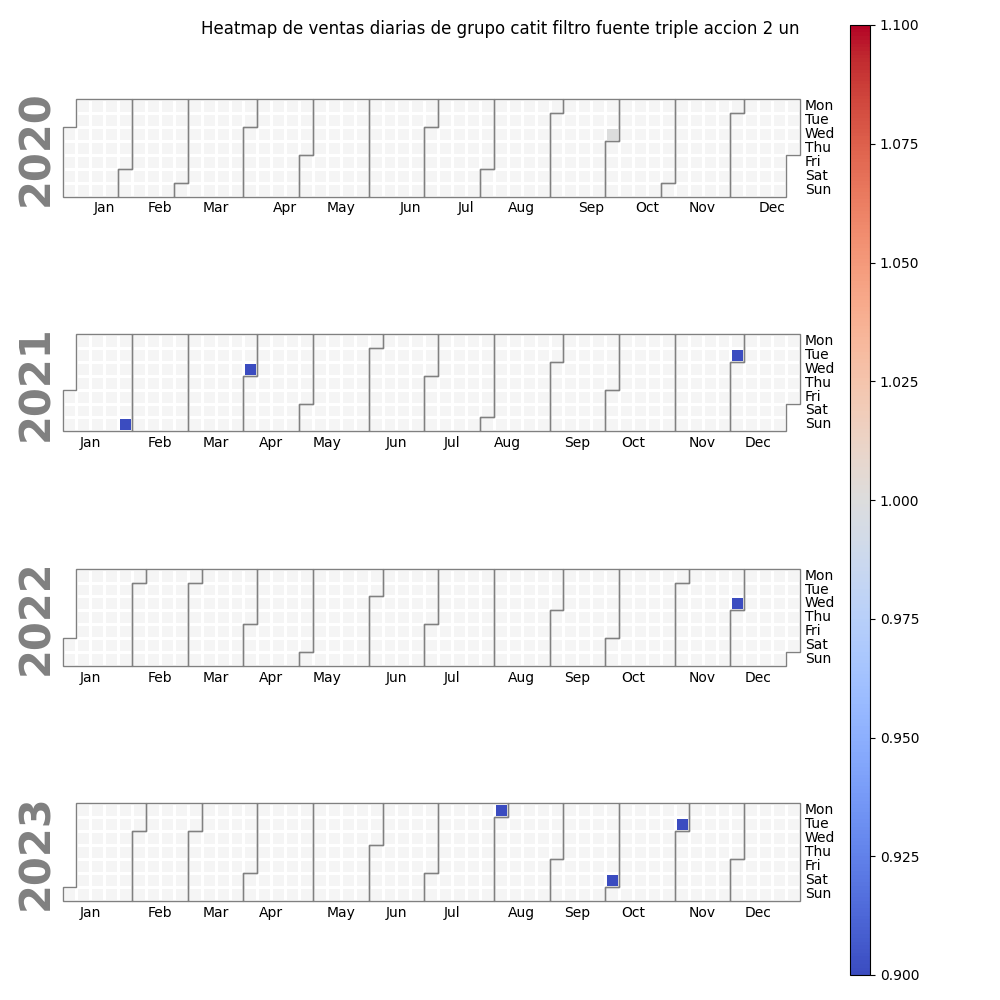 Heatmap de ventas diarias de grupo catit filtro fuente triple accion 2 un
2020
Mon
Tue
Wed
Thu
Fri
Sat
Sun
Jan Feb Mar Apr May Jun Jul Aug Sep Oct Nov Dec
2021
Mon
Tue
Wed
Thu
Fri
Sat
Sun
Jan Feb Mar Apr May Jun Jul Aug Sep Oct Nov Dec
2022
Mon
Tue
Wed
Thu
Fri
Sat
Sun
Jan Feb Mar Apr May Jun Jul Aug Sep Oct Nov Dec
2023
Mon
Tue
Wed
Thu
Fri
Sat
Sun
Jan Feb Mar Apr May Jun Jul Aug Sep Oct Nov Dec
1.100
1.075
1.050
1.025
1.000
0.975
0.950
0.925
0.900